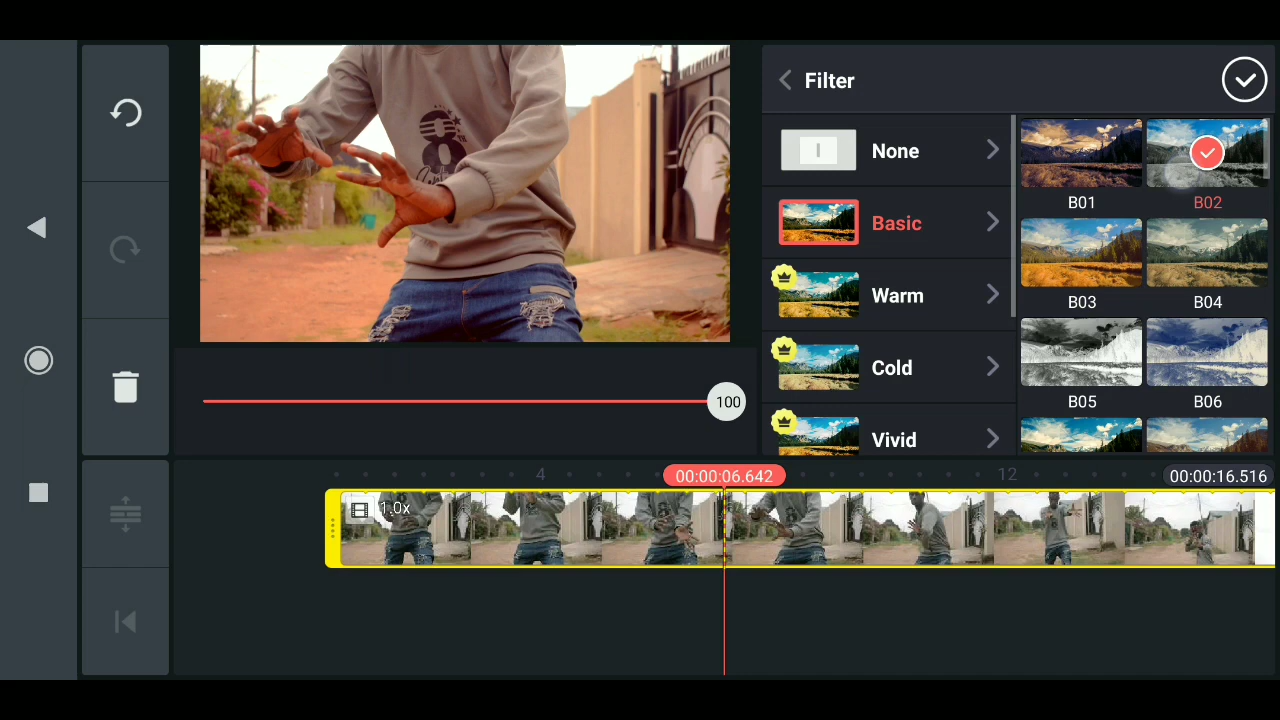 Filter
None
Basic
Warm
Cold
Vivid
B01
B02
B03
B04
B05
B06
8
100
4
00:00:06.642
12
00:00:16.516
1.0x